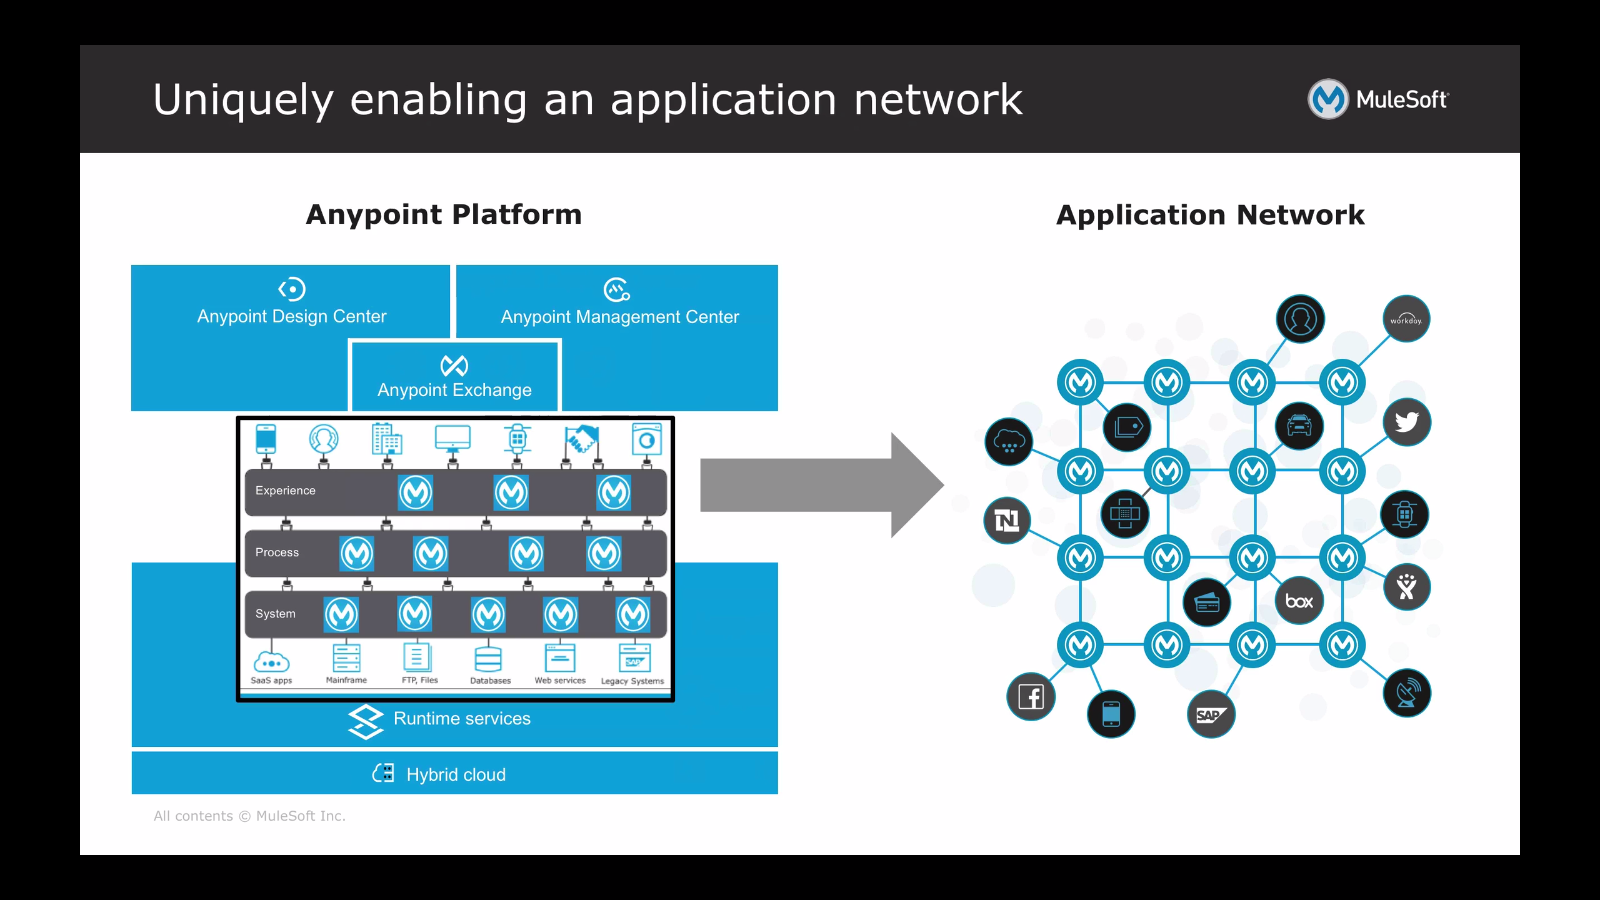 Uniquely enabling an application network
MuleSoft
Anypoint Platform
Application Network
Anypoint Design Center
Anypoint Management Center
Anypoint Exchange
Experience
Process
System
SAP
SaaS apps
Mainframe
FTP, Files
Databases
Web services
Legacy Systems
Runtime services
Hybrid cloud
workday.
box
SAP
All contents © MuleSoft Inc.